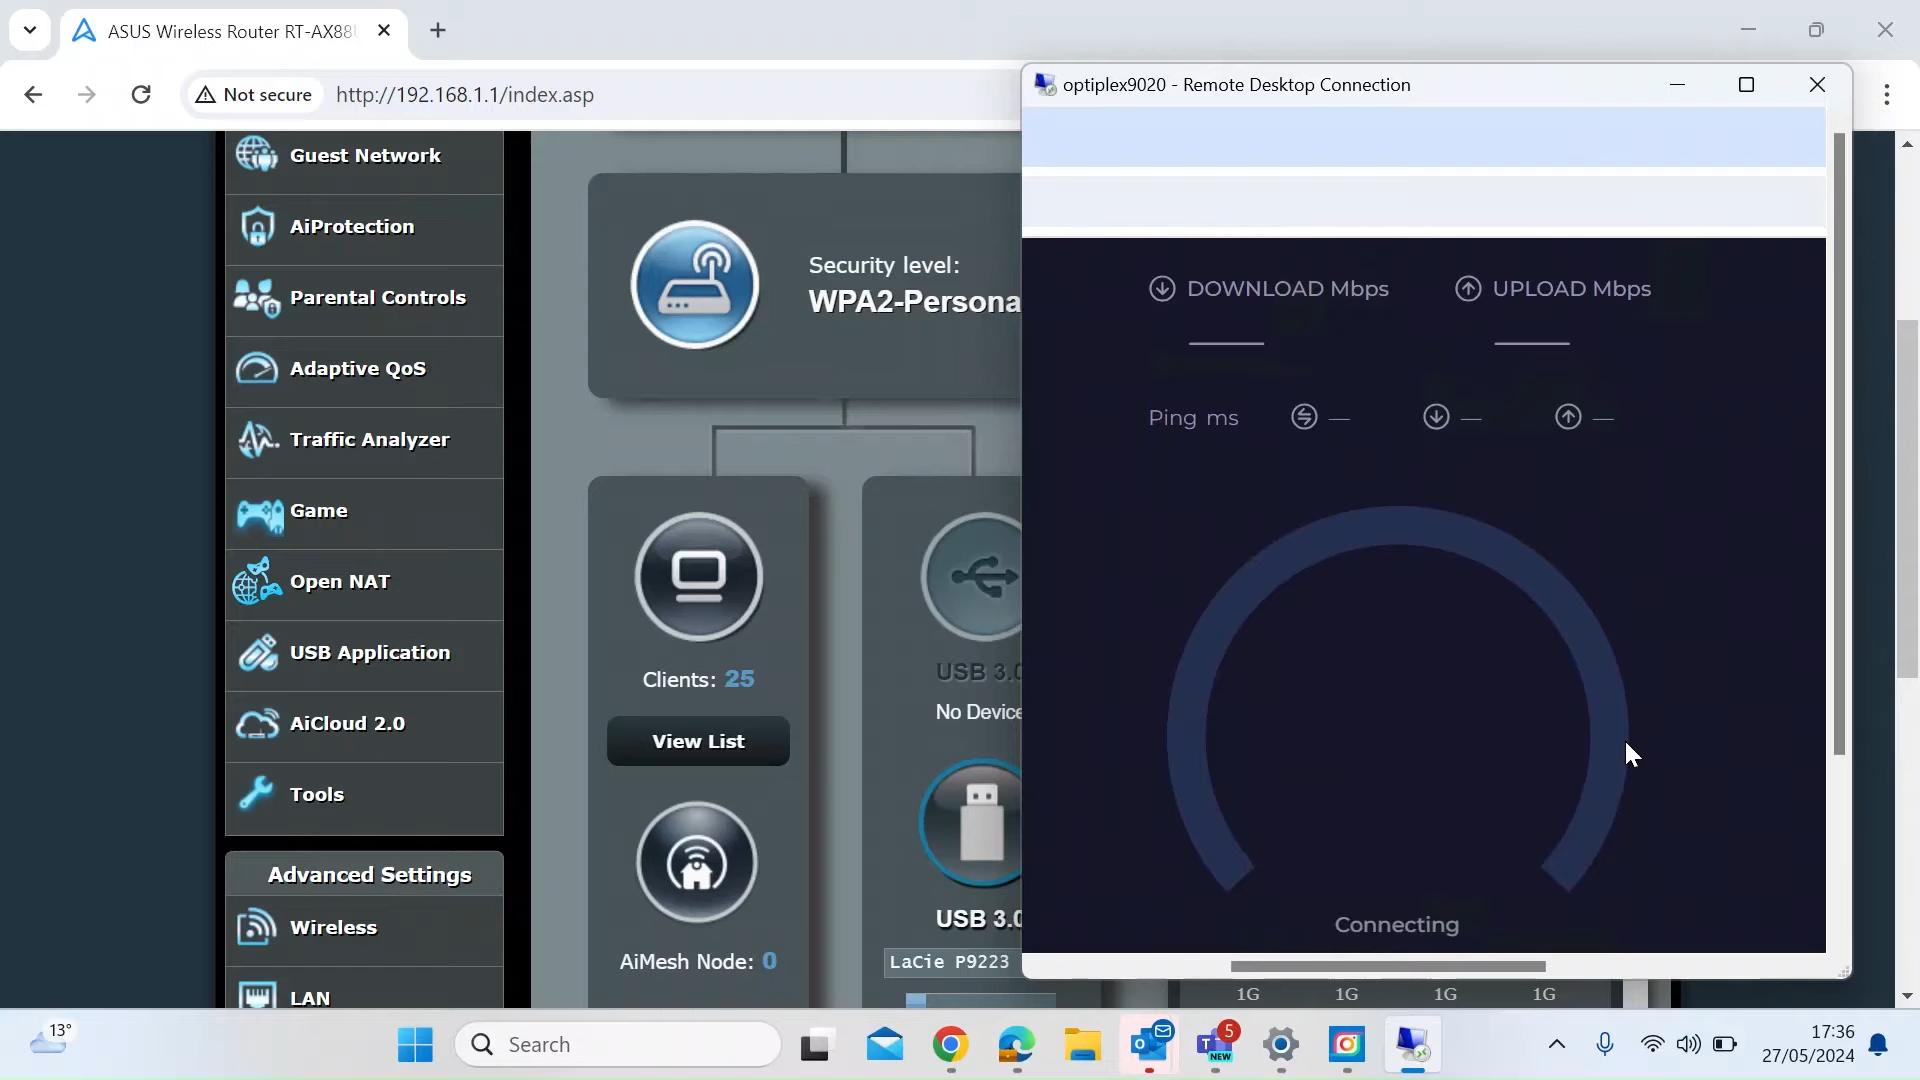 ASUS Wireless Router RT-AX88
Not secure
http://192.168.1.1/index.asp
optiplex9020 - Remote Desktop Connection
Guest Network
AiProtection
Parental Controls
Adaptive QoS
Traffic Analyzer
Game
Open NAT
USB Application
AiCloud 2.0
Tools
Advanced Settings
Wireless
LAN
Security level:
WPA2-Persona
Clients: 25
View List
AiMesh Node: 0
USB 3.0
No Device
USB 3.0
LaCie P9223
DOWNLOAD Mbps
UPLOAD Mbps
Ping ms
—
—
—
Connecting
1G
1G
1G
1G
13°
Search
5
NEW
17:36
27/05/2024